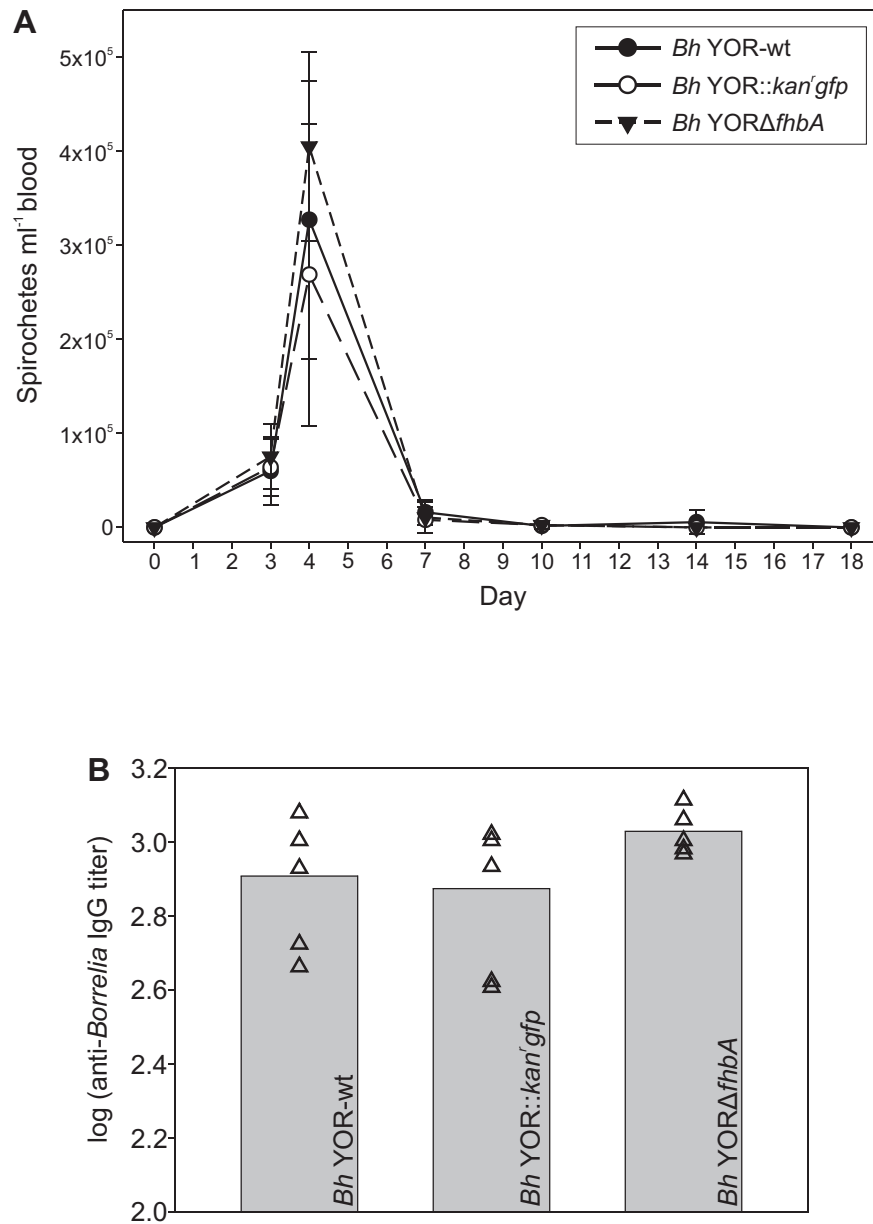 A
Spirochetes ml⁻¹ blood
5x10⁵
4x10⁵
3x10⁵
2x10⁵
1x10⁵
0
Bh YOR-wt
Bh YOR::kanʳgfp
Bh YORΔfhbA
0 1 2 3 4 5 7 8 9 10 11 12 13 14 15 16 17 18
Day
B
log (anti-Borrelia IgG titer)
3.2
3.0
2.8
2.6
2.4
2.2
2.0
Bh YOR-wt
Bh YOR::kanʳgfp
Bh YORΔfhbA